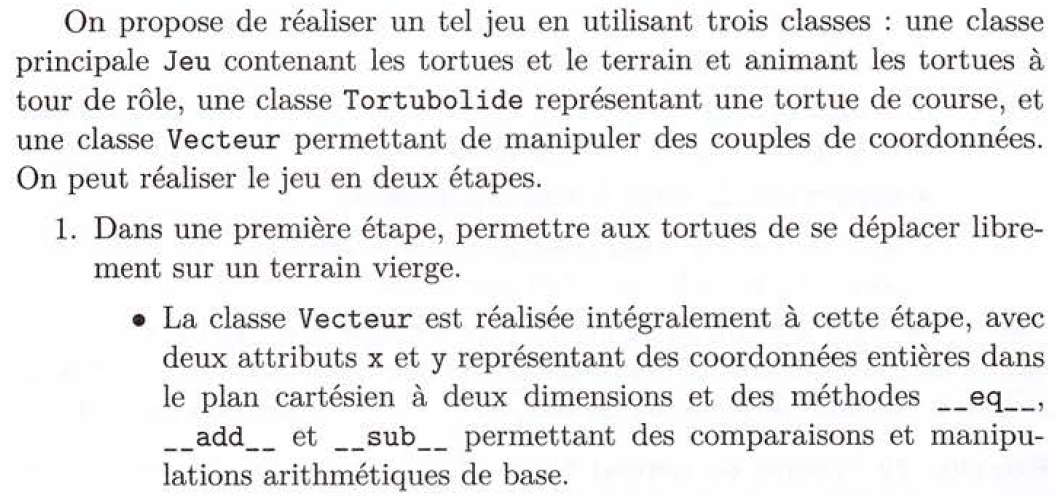 On propose de réaliser un tel jeu en utilisant trois classes : une classe
principale Jeu contenant les tortues et le terrain et animant les tortues à
tour de rôle, une classe Tortubolide représentant une tortue de course, et
une classe Vecteur permettant de manipuler des couples de coordonnées.
On peut réaliser le jeu en deux étapes.
1. Dans une première étape, permettre aux tortues de se déplacer libre-
ment sur un terrain vierge.
• La classe Vecteur est réalisée intégralement à cette étape, avec
deux attributs x et y représentant des coordonnées entières dans
le plan cartésien à deux dimensions et des méthodes __eq__,
__add__ et __sub__ permettant des comparaisons et manipu-
lations arithmétiques de base.